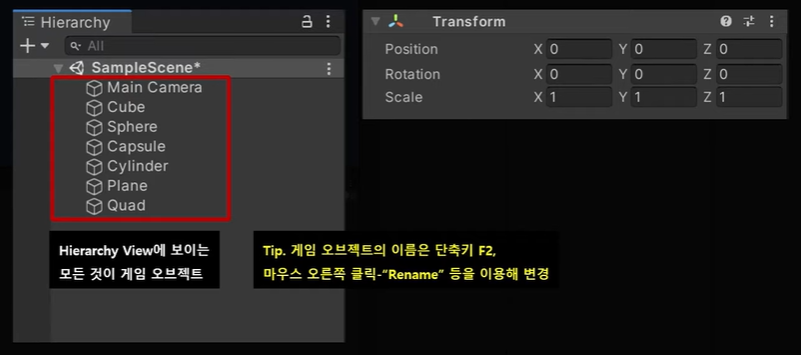 Hierarchy
All
SampleScene*
Main Camera
Cube
Sphere
Capsule
Cylinder
Plane
Quad
Transform
Position X 0 Y 0 Z 0
Rotation X 0 Y 0 Z 0
Scale X 1 Y 1 Z 1
Hierarchy View에 보이는
모든 것이 게임 오브젝트
Tip. 게임 오브젝트의 이름은 단축키 F2,
마우스 오른쪽 클릭-“Rename” 등을 이용해 변경